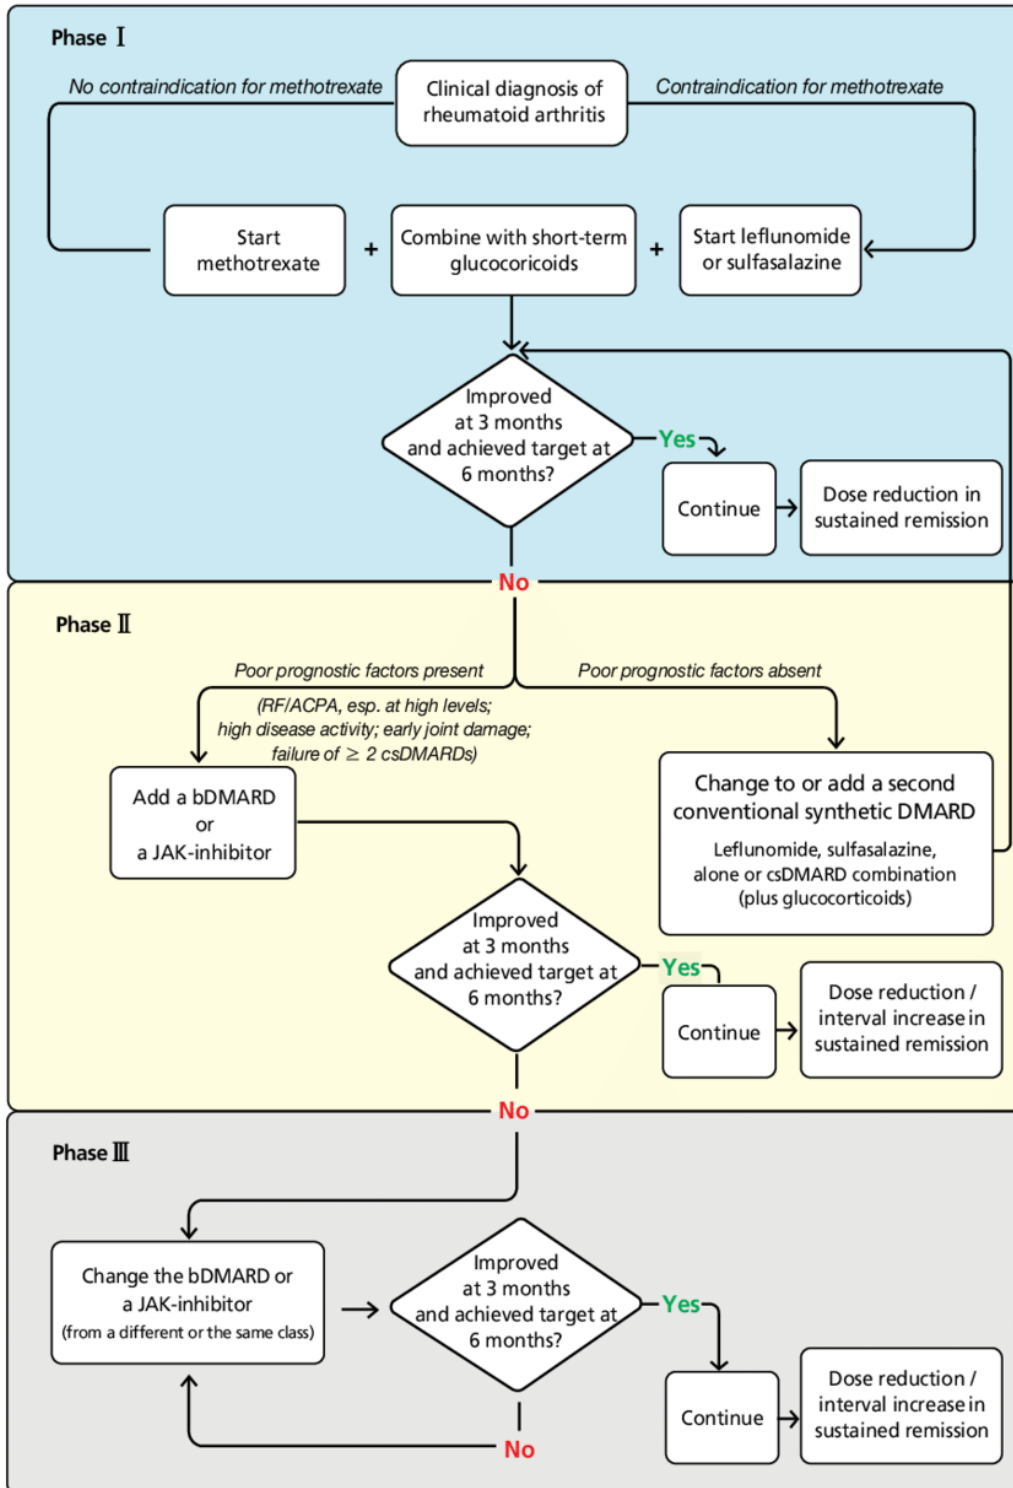 Phase Ⅰ
No contraindication for methotrexate
Clinical diagnosis of
rheumatoid arthritis
Contraindication for methotrexate
Start
methotrexate
+
Combine with short-term
glucocoricoids
+
Start leflunomide
or sulfasalazine
Improved
at 3 months
and achieved target at
6 months?
Yes
Continue
Dose reduction in
sustained remission
No
Phase Ⅱ
Poor prognostic factors present
(RF/ACPA, esp. at high levels;
high disease activity; early joint damage;
failure of ≥ 2 csDMARDs)
Poor prognostic factors absent
Add a bDMARD
or
a JAK-inhibitor
Change to or add a second
conventional synthetic DMARD
Leflunomide, sulfasalazine,
alone or csDMARD combination
(plus glucocorticoids)
Improved
at 3 months
and achieved target at
6 months?
Yes
Continue
Dose reduction /
interval increase in
sustained remission
No
Phase Ⅲ
Change the bDMARD or
a JAK-inhibitor
(from a different or the same class)
Improved
at 3 months
and achieved target at
6 months?
Yes
Continue
Dose reduction /
interval increase in
sustained remission
No